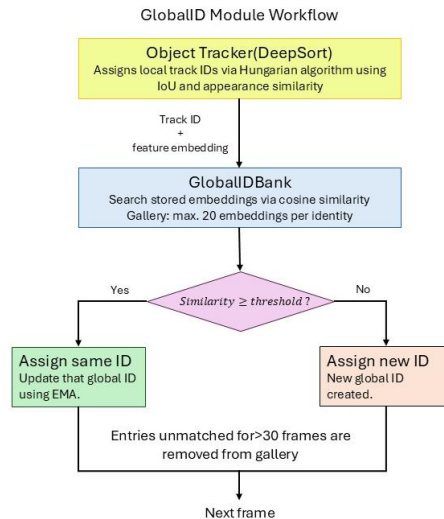 GlobalID Module Workflow
Object Tracker(DeepSort)
Assigns local track IDs via Hungarian algorithm using
IoU and appearance similarity
Track ID
+
feature embedding
GlobalIDBank
Search stored embeddings via cosine similarity
Gallery: max. 20 embeddings per identity
Yes
Similarity ≥ threshold ?
No
Assign same ID
Update that global ID
using EMA.
Assign new ID
New global ID
created.
Entries unmatched for>30 frames are
removed from gallery
Next frame